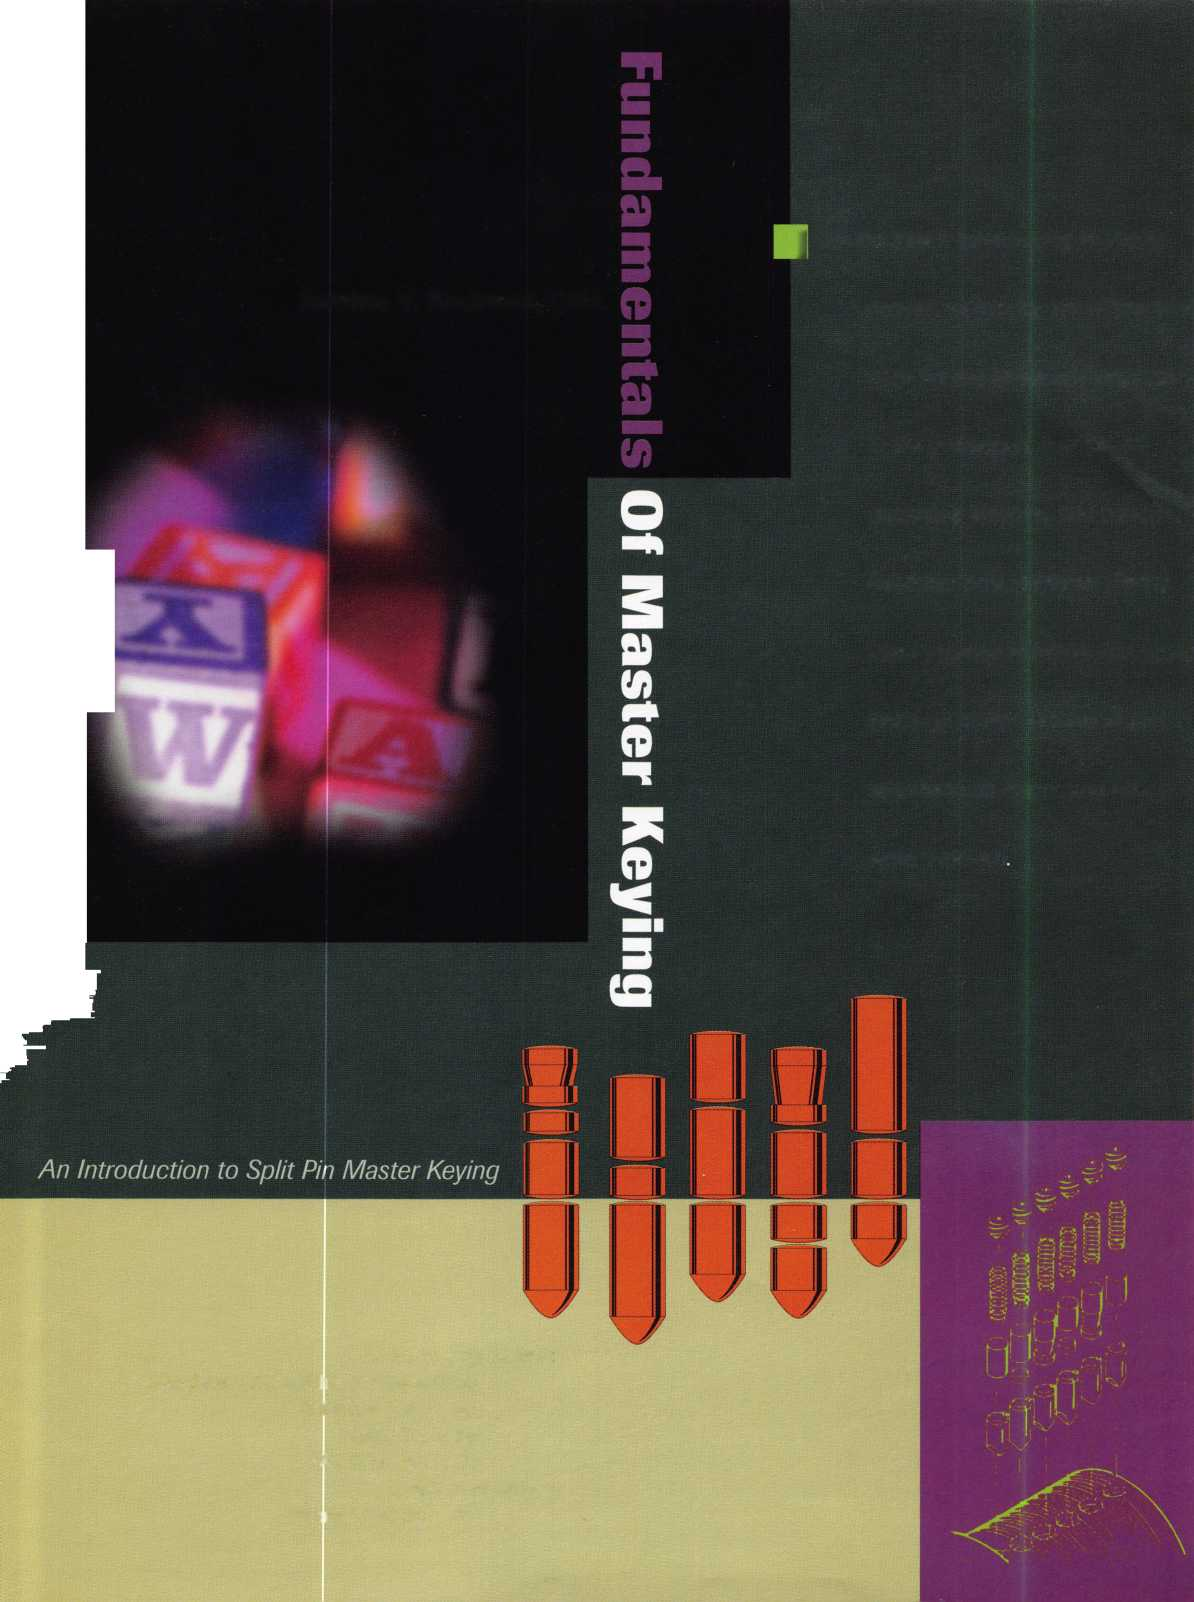 Fundamentals Of Master Keying
An Introduction to Split Pin Master Keying
Y
W
A